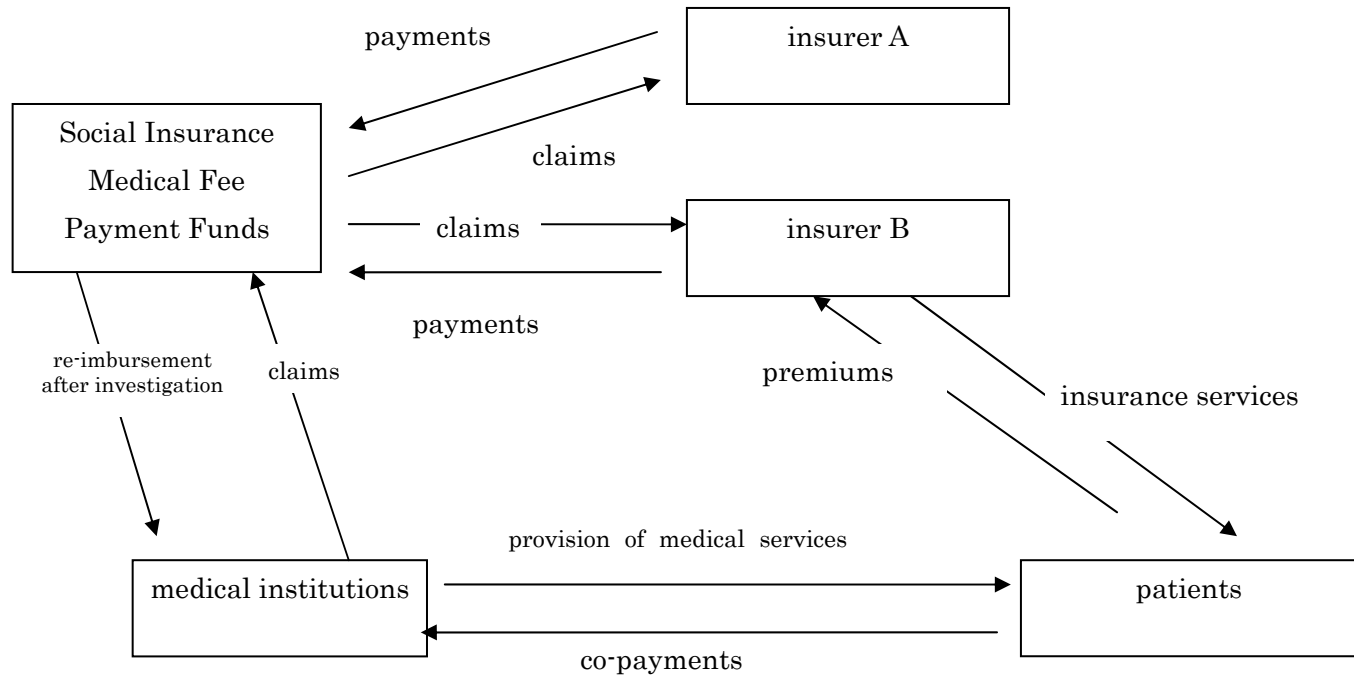 payments
insurer A
Social Insurance
Medical Fee
Payment Funds
claims
claims
insurer B
payments
re-imbursement
after investigation
claims
premiums
insurance services
provision of medical services
medical institutions
patients
co-payments